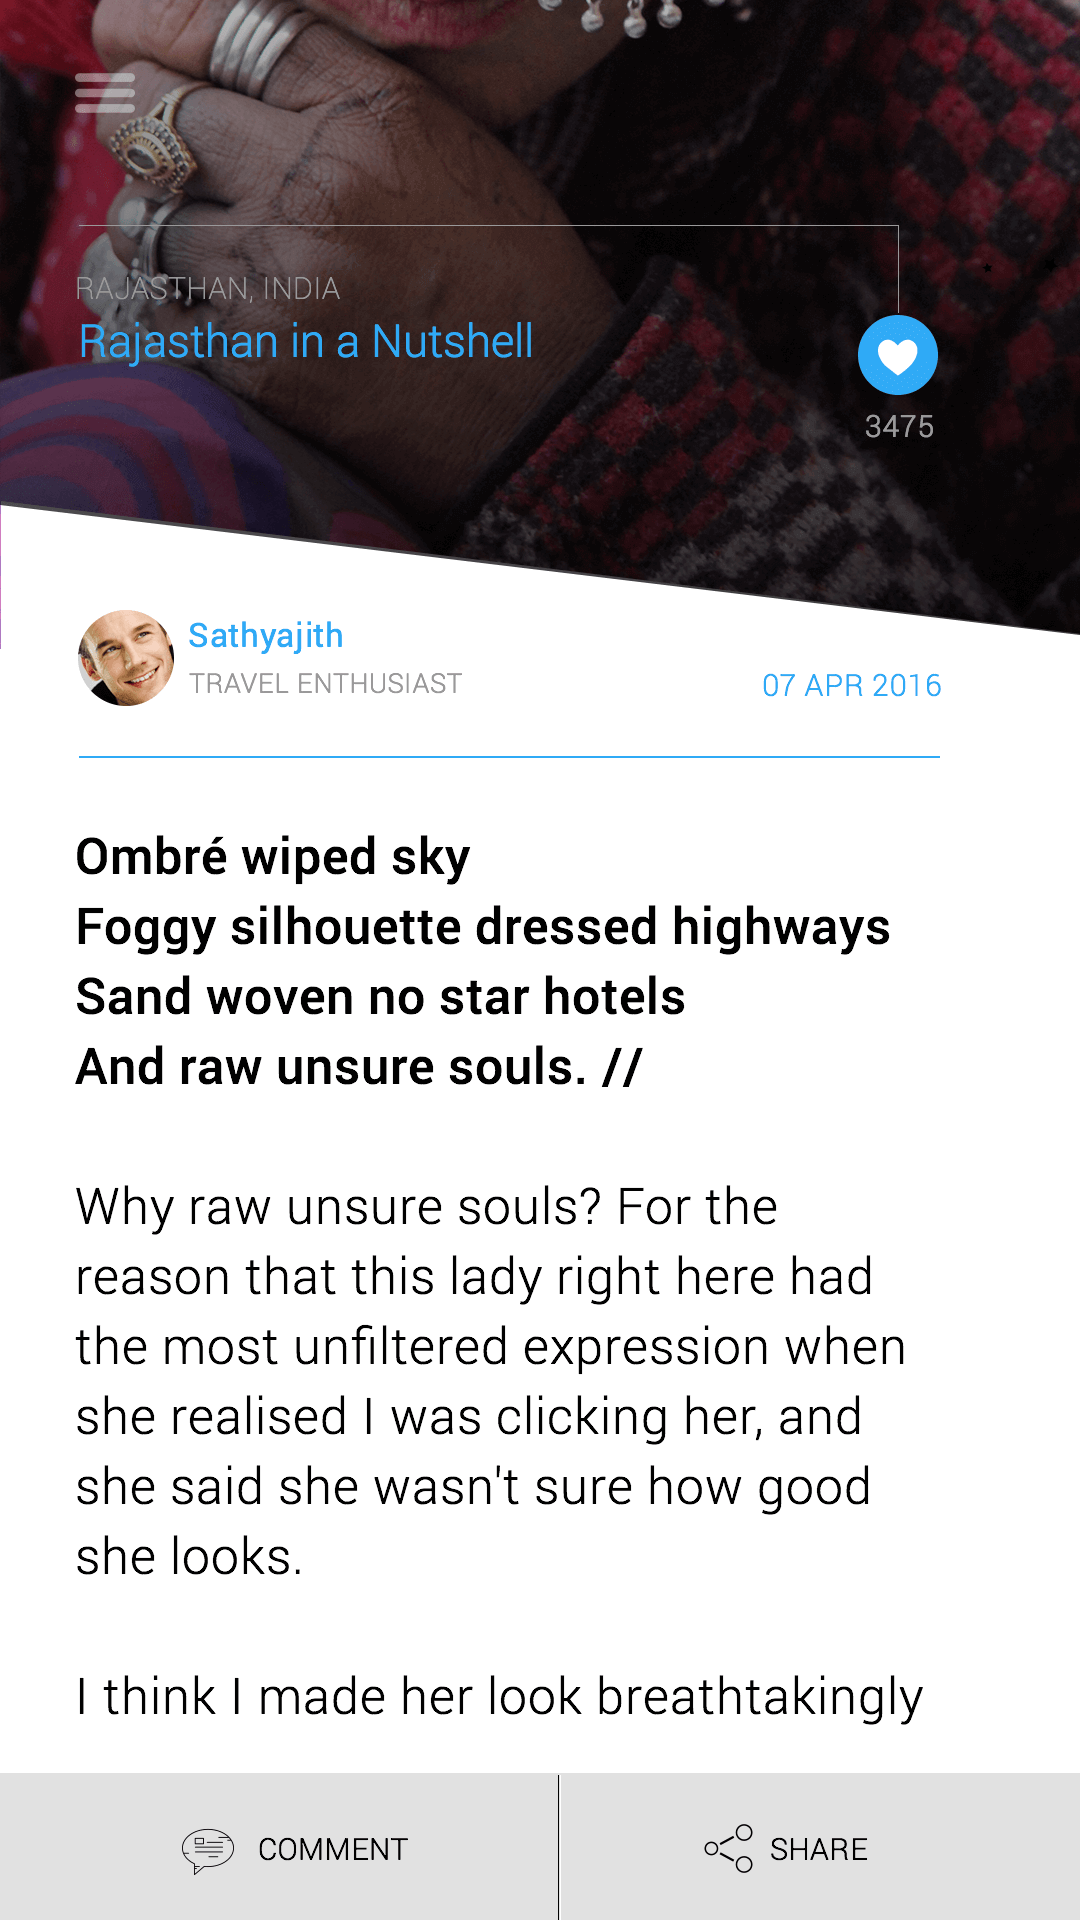 RAJASTHAN, INDIA
Rajasthan in a Nutshell
3475
Sathyajith
TRAVEL ENTHUSIAST
07 APR 2016
Ombré wiped sky
Foggy silhouette dressed highways
Sand woven no star hotels
And raw unsure souls. //
Why raw unsure souls? For the
reason that this lady right here had
the most unfiltered expression when
she realised I was clicking her, and
she said she wasn't sure how good
she looks.
I think I made her look breathtakingly
COMMENT
SHARE